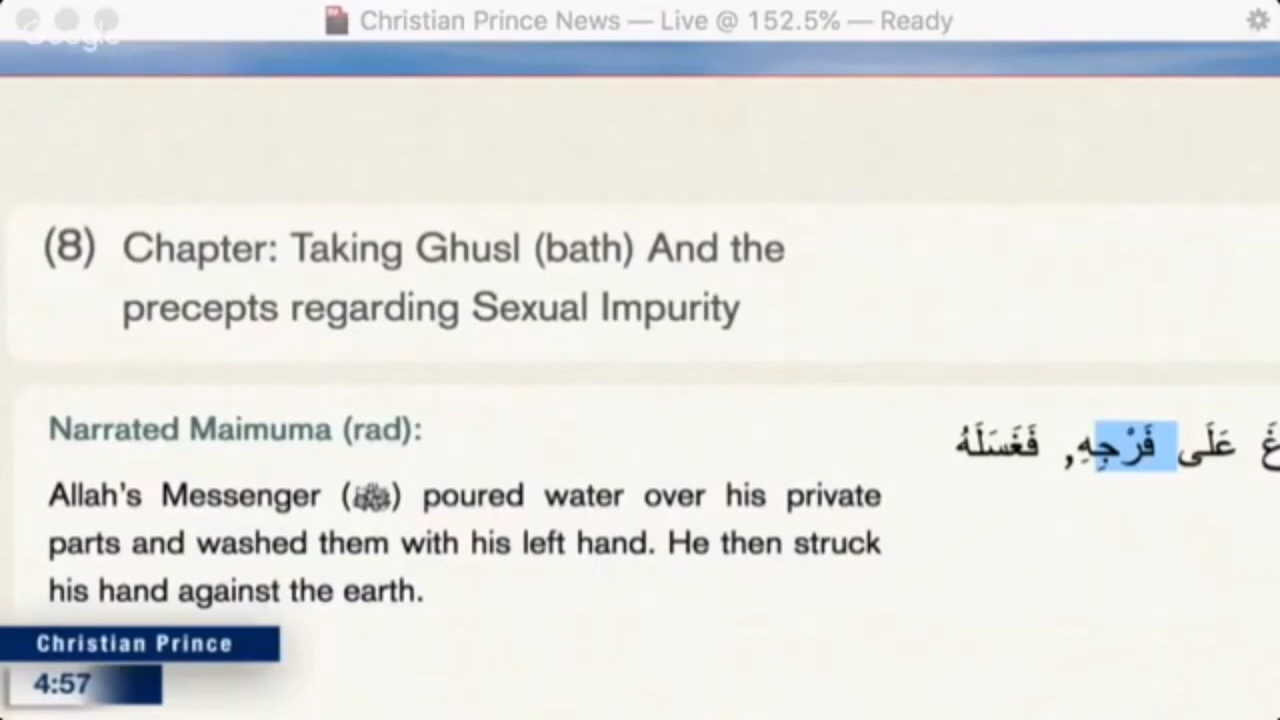 Christian Prince News — Live @ 152.5% — Ready
Google
(8) Chapter: Taking Ghusl (bath) And the
precepts regarding Sexual Impurity
Narrated Maimuma (rad):
غَ عَلَى فَرْجِهِ, فَغَسَلَهُ
Allah's Messenger (ﷺ) poured water over his private
parts and washed them with his left hand. He then struck
his hand against the earth.
Christian Prince
4:57